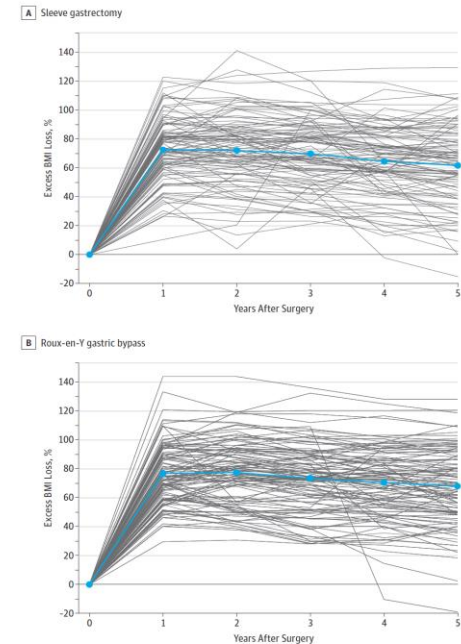 A Sleeve gastrectomy
140
120
100
80
60
40
20
0
-20
Excess BMI Loss, %
0 1 2 3 4 5
Years After Surgery
B Roux-en-Y gastric bypass
140
120
100
80
60
40
20
0
-20
Excess BMI Loss, %
0 1 2 3 4 5
Years After Surgery